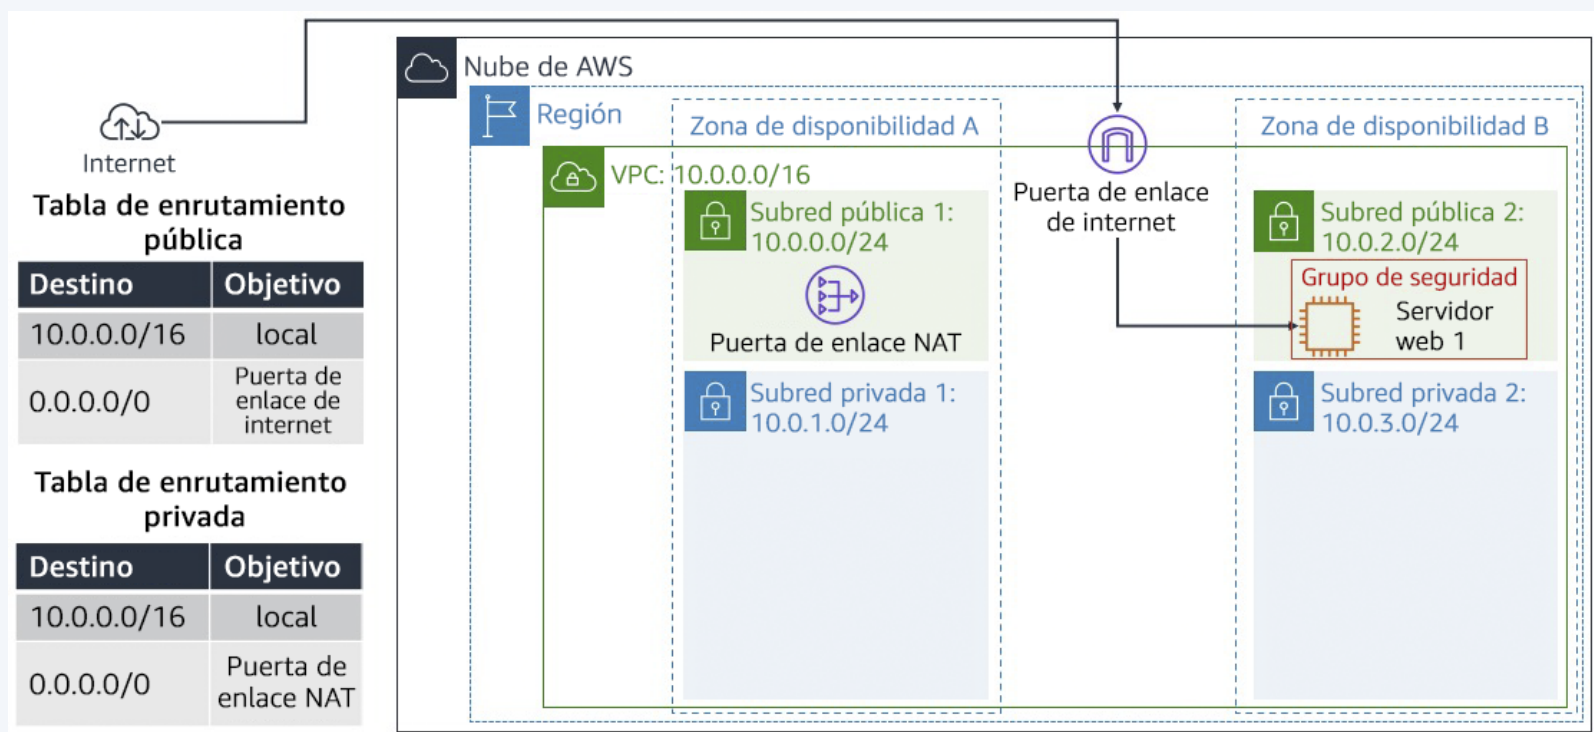 Internet
Tabla de enrutamiento
pública
Destino Objetivo
10.0.0.0/16 local
0.0.0.0/0 Puerta de
enlace de
internet
Tabla de enrutamiento
privada
Destino Objetivo
10.0.0.0/16 local
0.0.0.0/0 Puerta de
enlace NAT
Nube de AWS
Región
Zona de disponibilidad A
VPC: 10.0.0.0/16
Subred pública 1:
10.0.0.0/24
Puerta de enlace NAT
Subred privada 1:
10.0.1.0/24
Puerta de enlace
de internet
Zona de disponibilidad B
Subred pública 2:
10.0.2.0/24
Grupo de seguridad
Servidor
web 1
Subred privada 2:
10.0.3.0/24